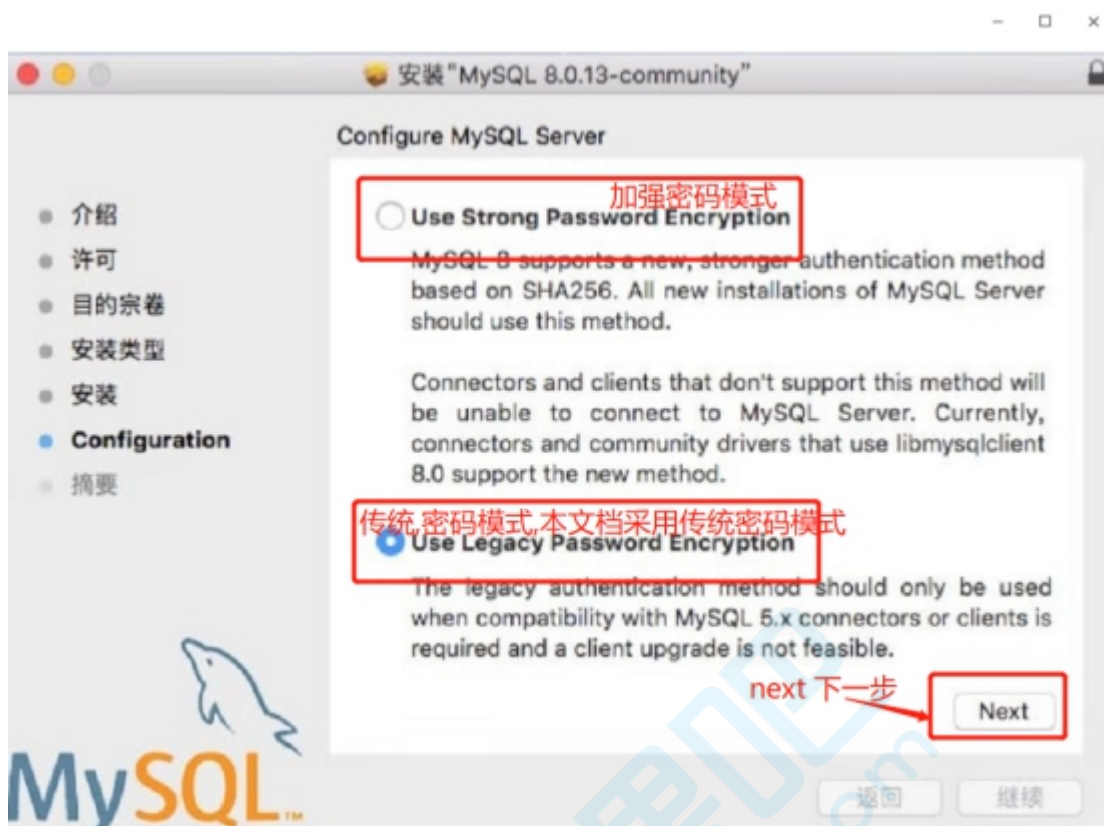 安装"MySQL 8.0.13-community"
Configure MySQL Server
介绍
许可
目的宗卷
安装类型
安装
Configuration
摘要
加强密码模式
Use Strong Password Encryption
MySQL 8 supports a new, stronger authentication method
based on SHA256. All new installations of MySQL Server
should use this method.
Connectors and clients that don't support this method will
be unable to connect to MySQL Server. Currently,
connectors and community drivers that use libmysqlclient
8.0 support the new method.
传统,密码模式,本文档采用传统密码模式
Use Legacy Password Encryption
The legacy authentication method should only be used
when compatibility with MySQL 5.x connectors or clients is
required and a client upgrade is not feasible.
next 下一步
Next
MySQL™
返回
继续
.com